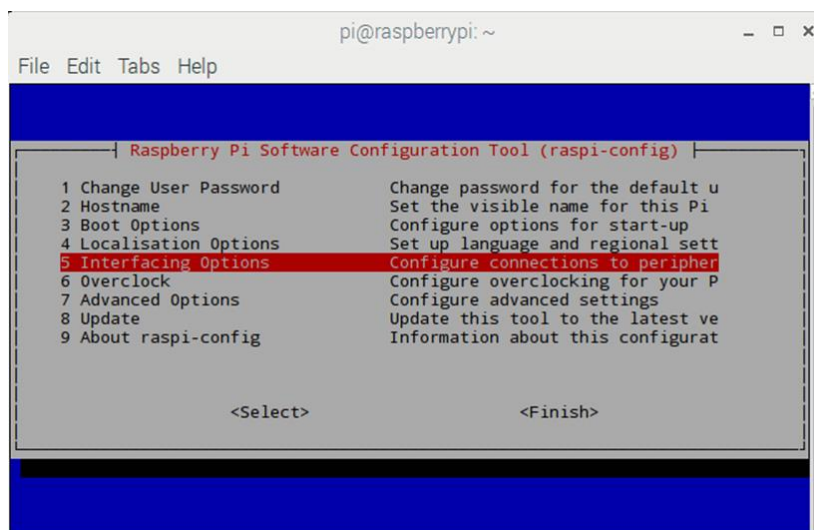 pi@raspberrypi: ~
File Edit Tabs Help
Raspberry Pi Software Configuration Tool (raspi-config)
1 Change User Password Change password for the default u
2 Hostname Set the visible name for this Pi
3 Boot Options Configure options for start-up
4 Localisation Options Set up language and regional sett
5 Interfacing Options Configure connections to peripher
6 Overclock Configure overclocking for your P
7 Advanced Options Configure advanced settings
8 Update Update this tool to the latest ve
9 About raspi-config Information about this configurat
<Select> <Finish>